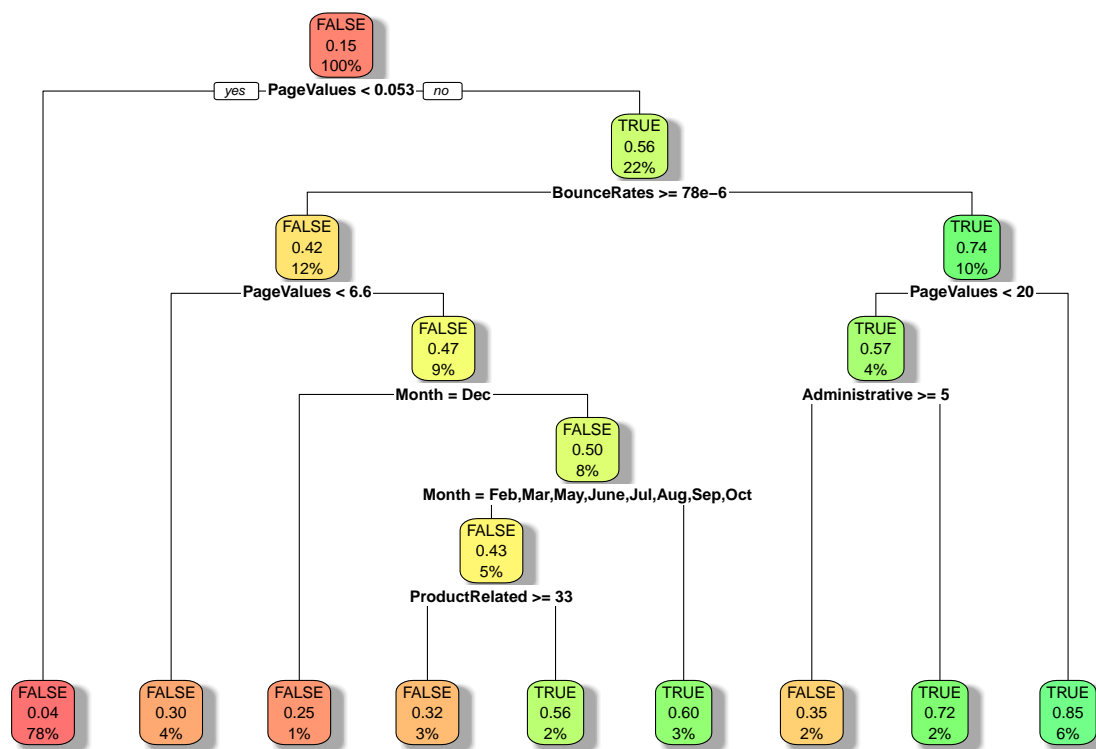 FALSE
0.15
100%
yes PageValues < 0.053 no
TRUE
0.56
22%
BounceRates >= 78e−6
FALSE
0.42
12%
TRUE
0.74
10%
PageValues < 6.6
PageValues < 20
FALSE
0.47
9%
TRUE
0.57
4%
Month = Dec
Administrative >= 5
FALSE
0.50
8%
Month = Feb,Mar,May,June,Jul,Aug,Sep,Oct
FALSE
0.43
5%
ProductRelated >= 33
FALSE
0.04
78%
FALSE
0.30
4%
FALSE
0.25
1%
FALSE
0.32
3%
TRUE
0.56
2%
TRUE
0.60
3%
FALSE
0.35
2%
TRUE
0.72
2%
TRUE
0.85
6%